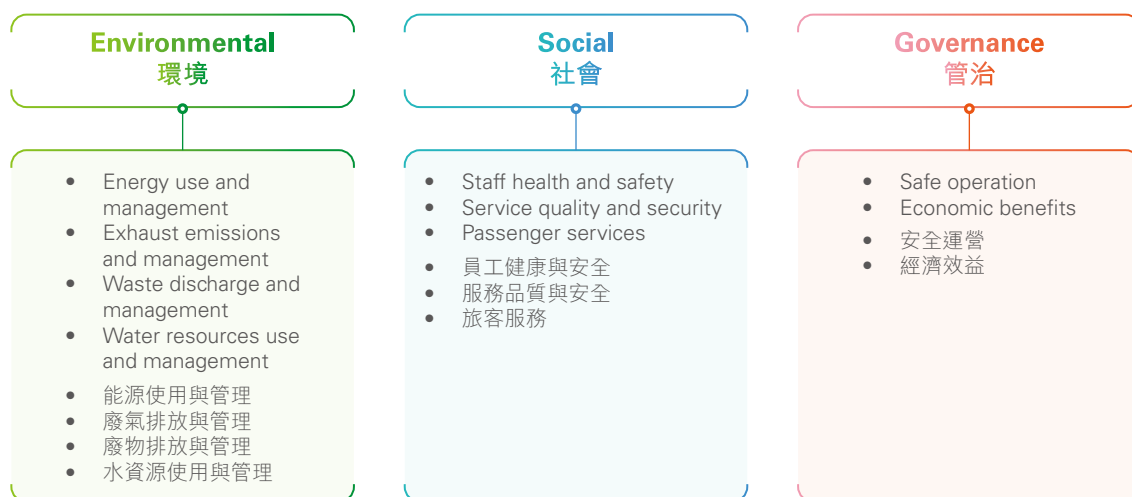 Environmental
環境
• Energy use and
management
• Exhaust emissions
and management
• Waste discharge and
management
• Water resources use
and management
• 能源使用與管理
• 廢氣排放與管理
• 廢物排放與管理
• 水資源使用與管理
Social
社會
• Staff health and safety
• Service quality and security
• Passenger services
• 員工健康與安全
• 服務品質與安全
• 旅客服務
Governance
管治
• Safe operation
• Economic benefits
• 安全運營
• 經濟效益